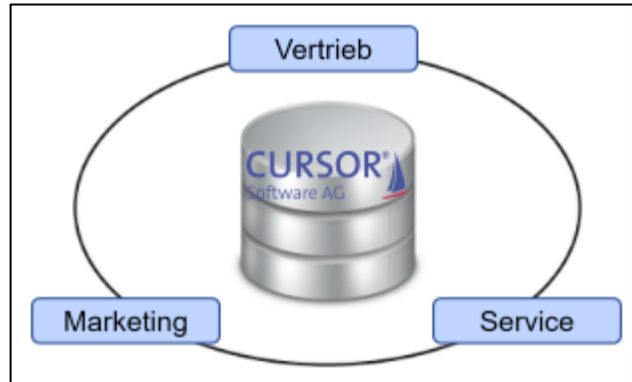 Vertrieb
CURSOR®
Software AG
Marketing
Service